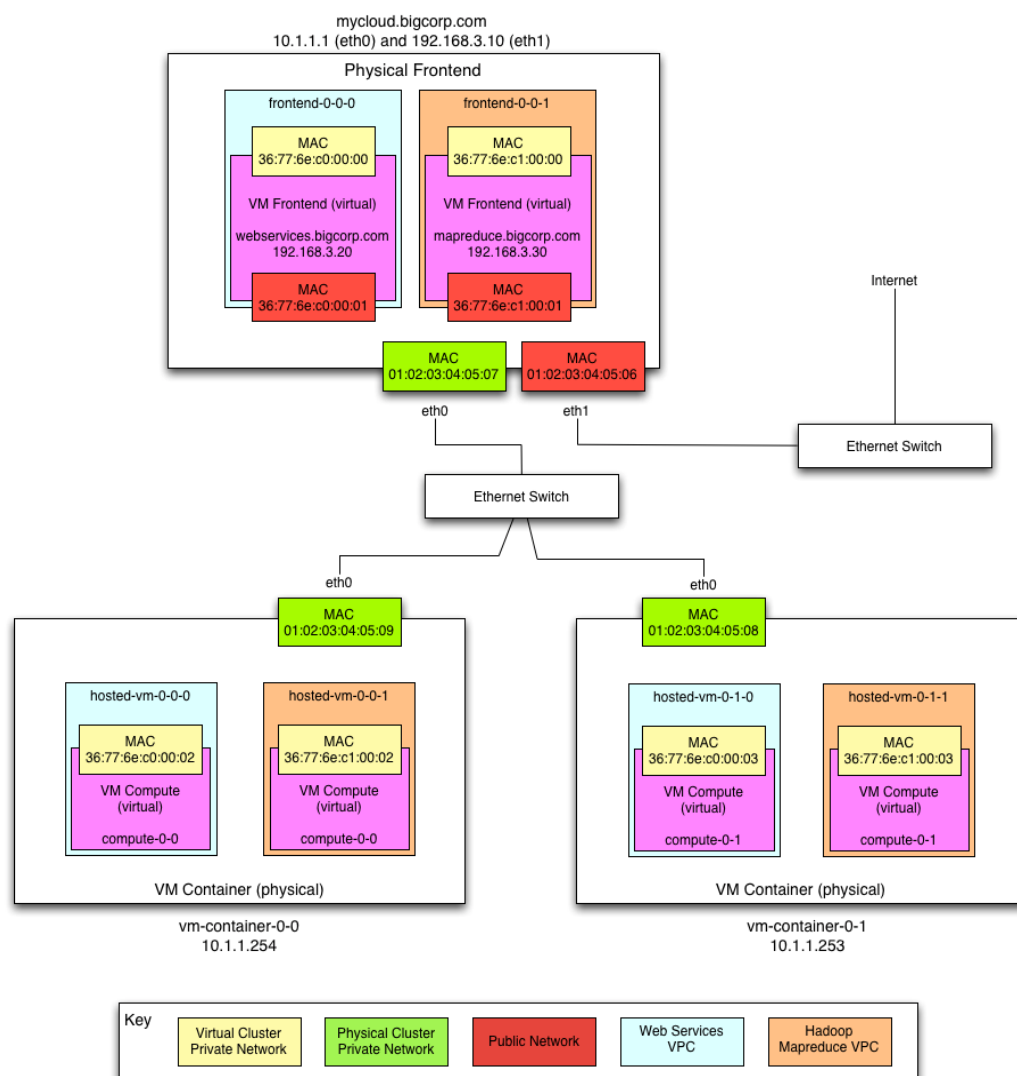 mycloud.bigcorp.com
10.1.1.1 (eth0) and 192.168.3.10 (eth1)
Physical Frontend
frontend-0-0-0
MAC
36:77:6e:c0:00:00
VM Frontend (virtual)
webservices.bigcorp.com
192.168.3.20
MAC
36:77:6e:c0:00:01
frontend-0-0-1
MAC
36:77:6e:c1:00:00
VM Frontend (virtual)
mapreduce.bigcorp.com
192.168.3.30
MAC
36:77:6e:c1:00:01
MAC
01:02:03:04:05:07
MAC
01:02:03:04:05:06
eth0
eth1
Internet
Ethernet Switch
Ethernet Switch
eth0
MAC
01:02:03:04:05:09
hosted-vm-0-0-0
MAC
36:77:6e:c0:00:02
VM Compute
(virtual)
compute-0-0
hosted-vm-0-0-1
MAC
36:77:6e:c1:00:02
VM Compute
(virtual)
compute-0-0
VM Container (physical)
vm-container-0-0
10.1.1.254
eth0
MAC
01:02:03:04:05:08
hosted-vm-0-1-0
MAC
36:77:6e:c0:00:03
VM Compute
(virtual)
compute-0-1
hosted-vm-0-1-1
MAC
36:77:6e:c1:00:03
VM Compute
(virtual)
compute-0-1
VM Container (physical)
vm-container-0-1
10.1.1.253
Key
Virtual Cluster
Private Network
Physical Cluster
Private Network
Public Network
Web Services
VPC
Hadoop
Mapreduce VPC